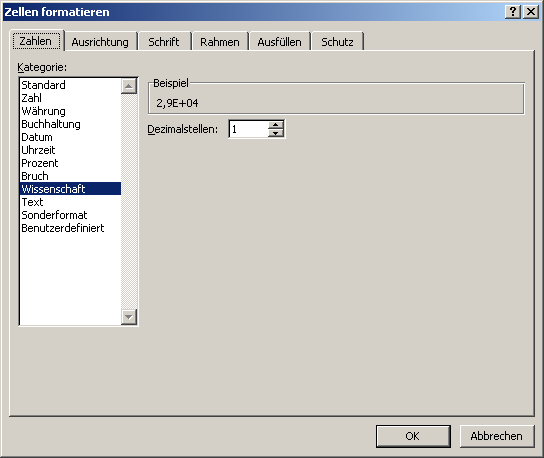 Zellen formatieren
Zahlen Ausrichtung Schrift Rahmen Ausfüllen Schutz
Kategorie:
Standard
Zahl
Währung
Buchhaltung
Datum
Uhrzeit
Prozent
Bruch
Wissenschaft
Text
Sonderformat
Benutzerdefiniert
Beispiel
2,9E+04
Dezimalstellen: 1
OK Abbrechen